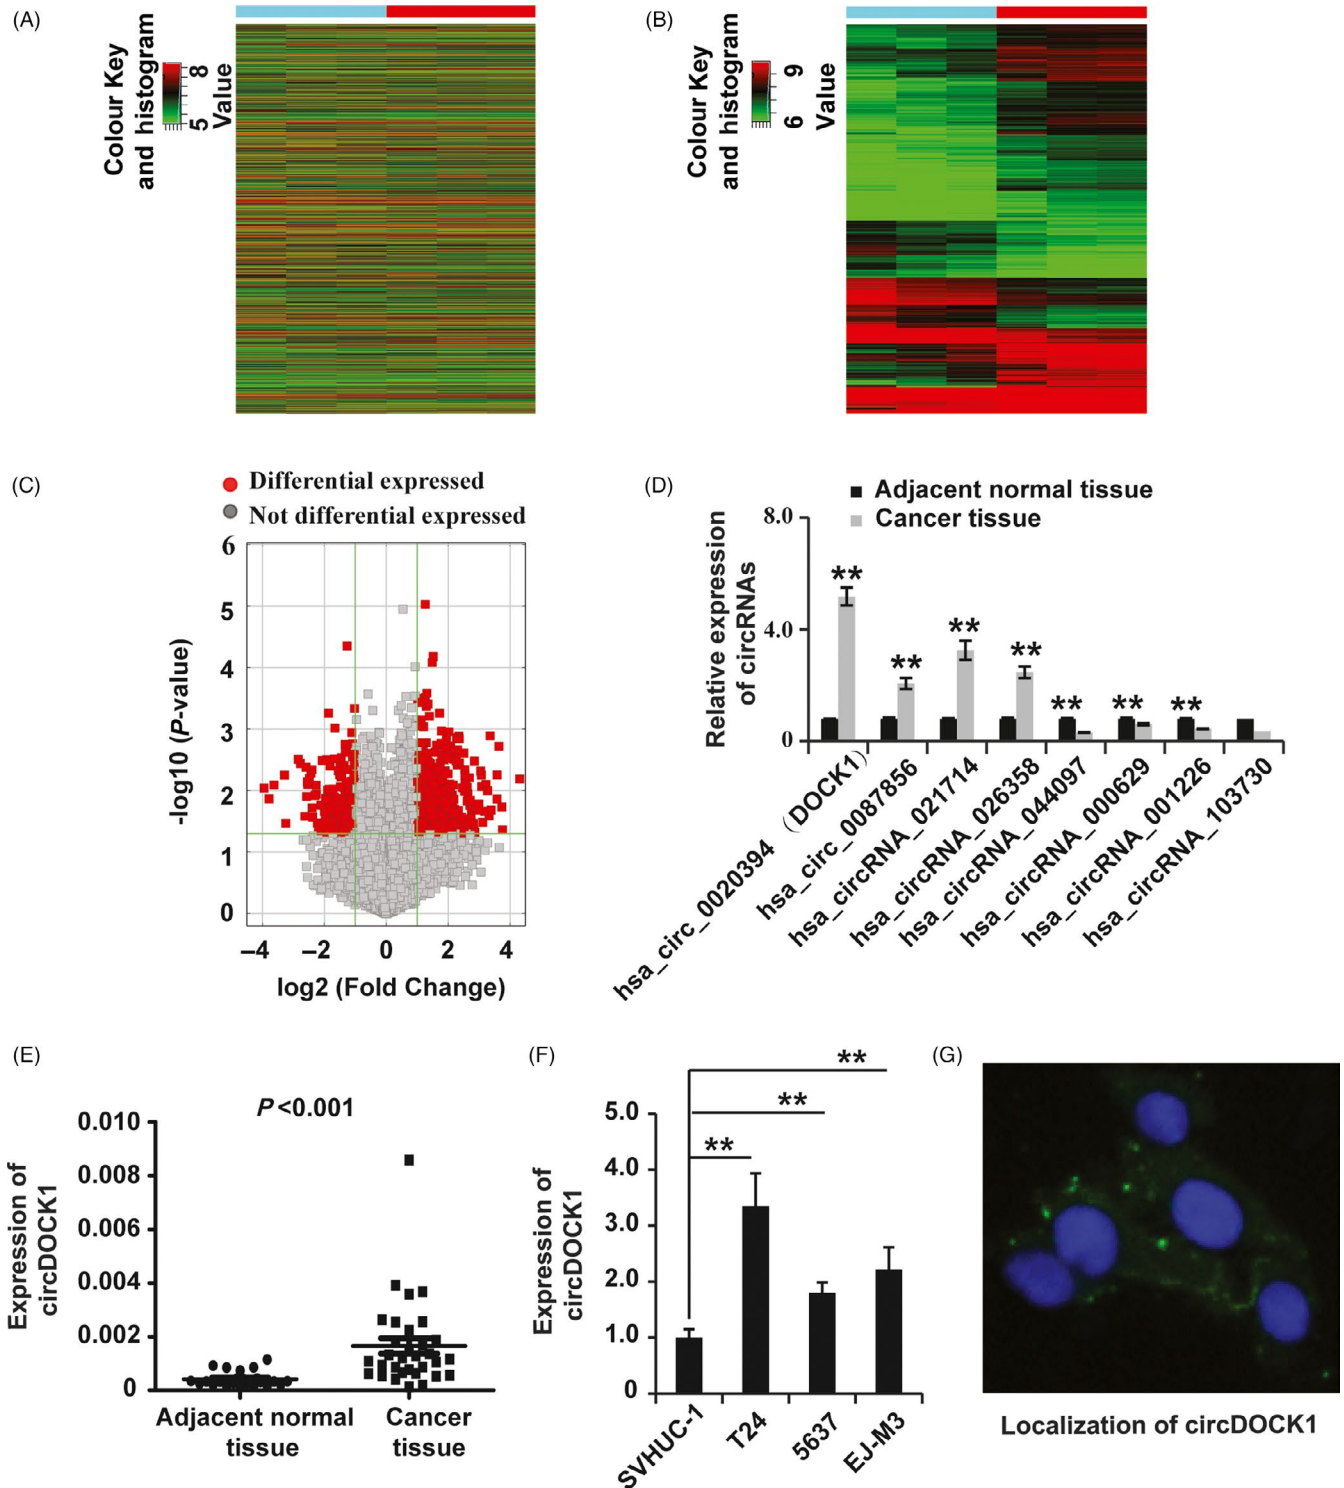 (A)
Colour Key
and histogram
5 8
Value
(B)
Colour Key
and histogram
6 9
Value
(C)
Differential expressed
Not differential expressed
6
5
4
3
2
1
0
-log10 (P-value)
–4 –2 0 2 4
log2 (Fold Change)
(D)
Adjacent normal tissue
Cancer tissue
Relative expression
of circRNAs
8.0
4.0
0
** ** ** ** ** ** **
hsa_circ_0020394 (DOCK1)
hsa_circ_0087856
hsa_circRNA_021714
hsa_circRNA_026358
hsa_circRNA_044097
hsa_circRNA_000629
hsa_circRNA_001226
hsa_circRNA_103730
(E)
P <0.001
Expression of
circDOCK1
0.010
0.008
0.006
0.004
0.002
0
Adjacent normal
tissue
Cancer
tissue
(F)
**
**
**
Expression of
circDOCK1
5.0
4.0
3.0
2.0
1.0
0
SVHUC-1
T24
5637
EJ-M3
(G)
Localization of circDOCK1